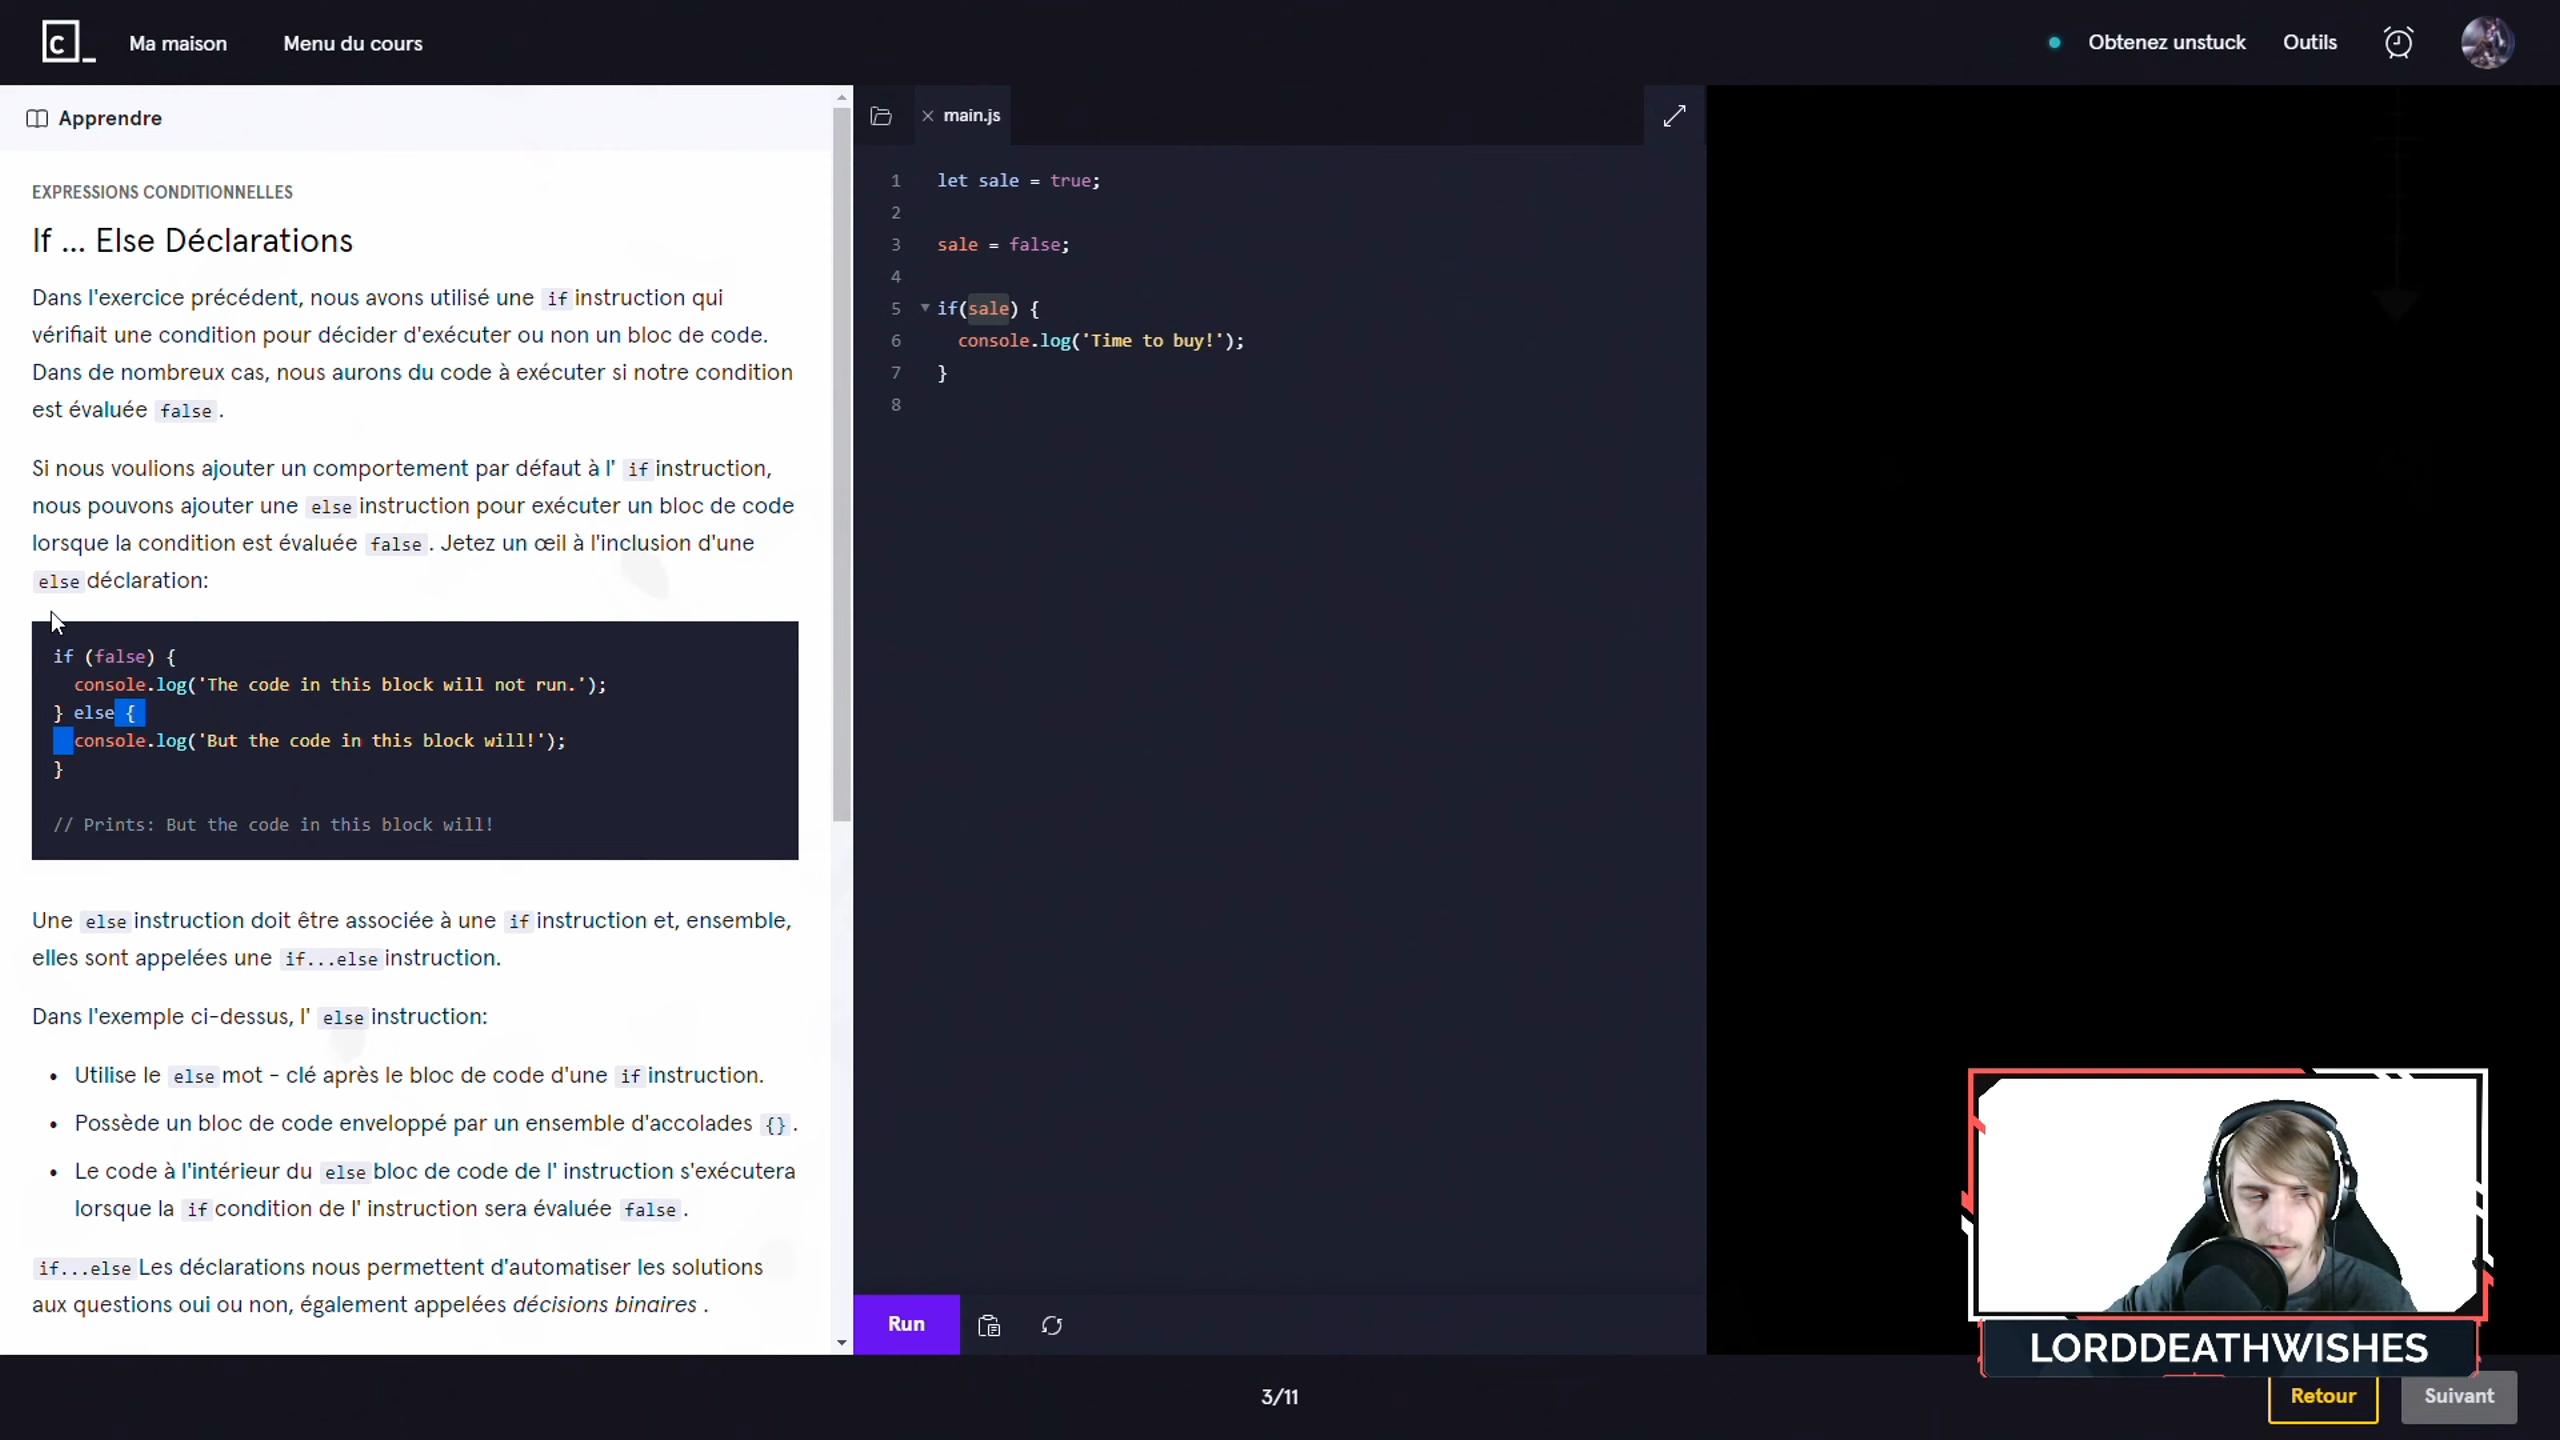 C_ Ma maison Menu du cours Obtenez unstuck Outils
Apprendre
EXPRESSIONS CONDITIONNELLES
If ... Else Déclarations
Dans l'exercice précédent, nous avons utilisé une if instruction qui
vérifiait une condition pour décider d'exécuter ou non un bloc de code.
Dans de nombreux cas, nous aurons du code à exécuter si notre condition
est évaluée false .
Si nous voulions ajouter un comportement par défaut à l' if instruction,
nous pouvons ajouter une else instruction pour exécuter un bloc de code
lorsque la condition est évaluée false . Jetez un œil à l'inclusion d'une
else déclaration:
if (false) {
  console.log('The code in this block will not run.');
} else {
  console.log('But the code in this block will!');
}
// Prints: But the code in this block will!
Une else instruction doit être associée à une if instruction et, ensemble,
elles sont appelées une if...else instruction.
Dans l'exemple ci-dessus, l' else instruction:
• Utilise le else mot - clé après le bloc de code d'une if instruction.
• Possède un bloc de code enveloppé par un ensemble d'accolades {} .
• Le code à l'intérieur du else bloc de code de l' instruction s'exécutera
lorsque la if condition de l' instruction sera évaluée false .
if...else Les déclarations nous permettent d'automatiser les solutions
aux questions oui ou non, également appelées décisions binaires .
main.js
1 let sale = true;
2
3 sale = false;
4
5 if(sale) {
6   console.log('Time to buy!');
7 }
8
Run
LORDDEATHWISHES
3/11
Retour Suivant